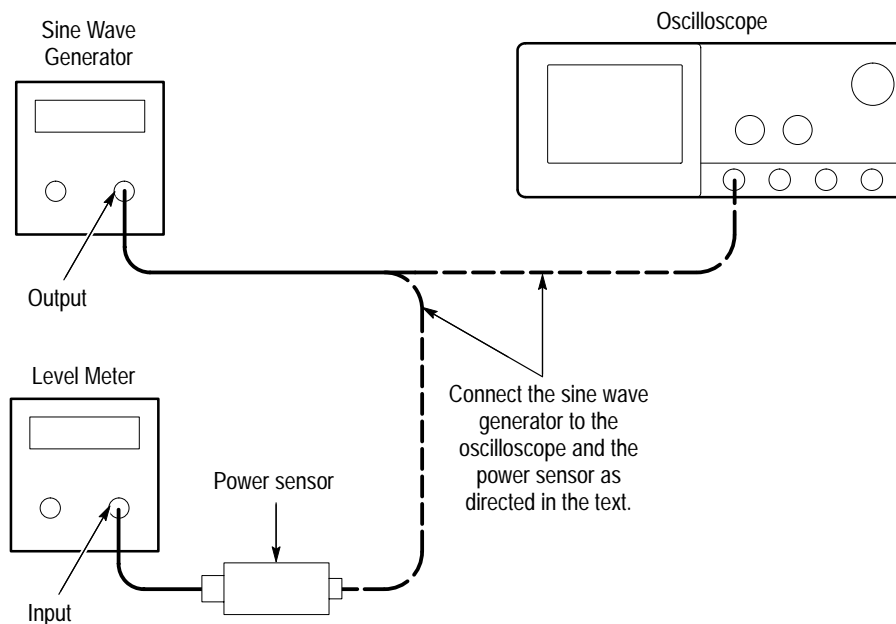 Oscilloscope
Sine Wave
Generator
Output
Level Meter
Connect the sine wave
generator to the
oscilloscope and the
power sensor as
directed in the text.
Power sensor
Input